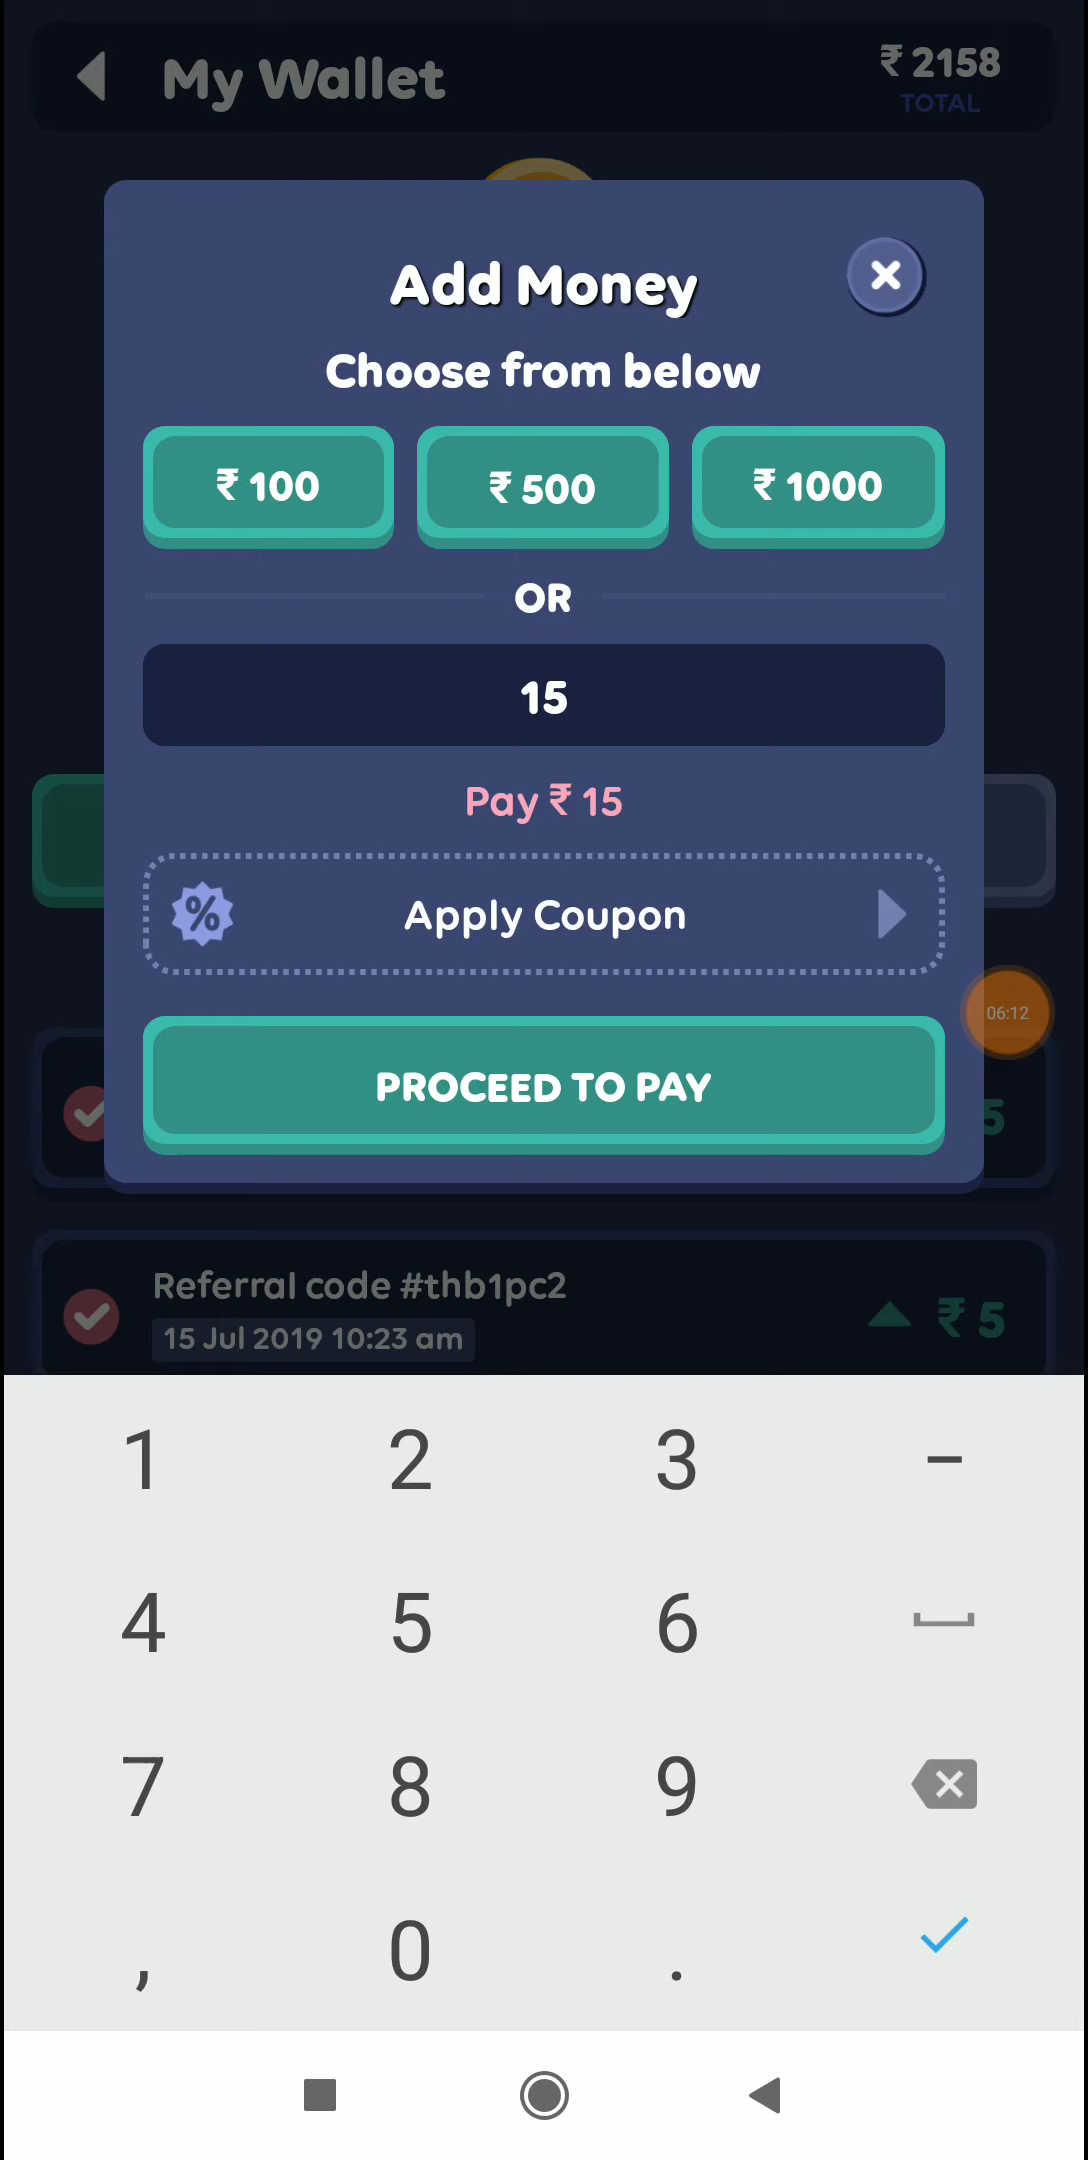 My Wallet
₹ 2158
TOTAL
Add Money
Choose from below
₹ 100
₹ 500
₹ 1000
OR
15
Pay ₹ 15
% Apply Coupon
06:12
PROCEED TO PAY
5
Referral code #thb1pc2
15 Jul 2019 10:23 am
₹ 5
1 2 3 -
4 5 6
7 8 9
, 0 .